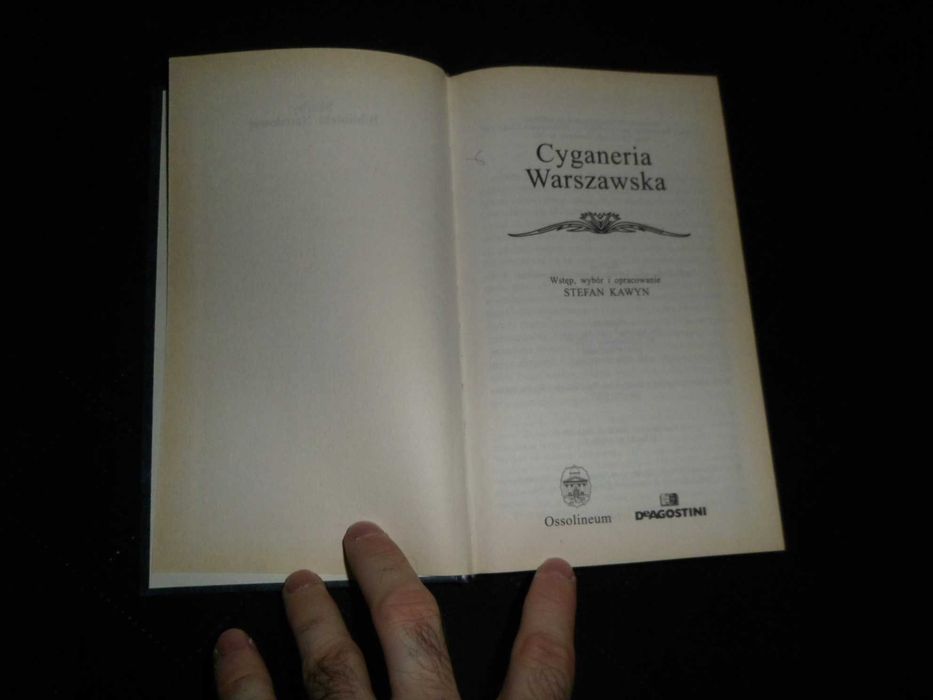 Cyganeria
Warszawska
Wstęp, wybór i opracowanie
STEFAN KAWYN
Ossolineum
DeAGOSTINI